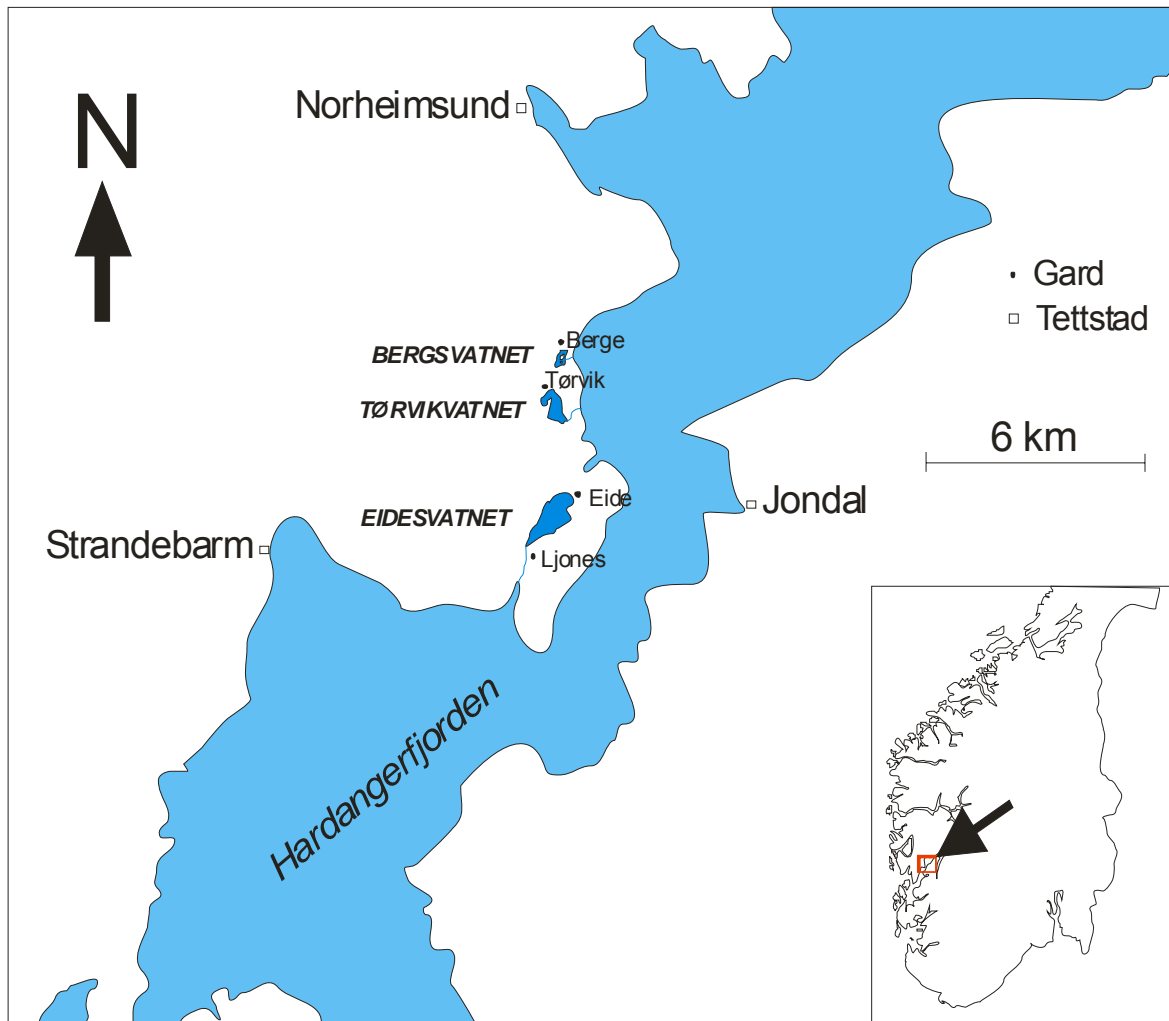 Norheimsund
N
Gard
Tettstad
Berge
BERGSVATNET
Tørvik
TØRVIKVATNET
6 km
Eide
Jondal
EIDESVATNET
Strandebarm
Ljones
Hardangerfjorden